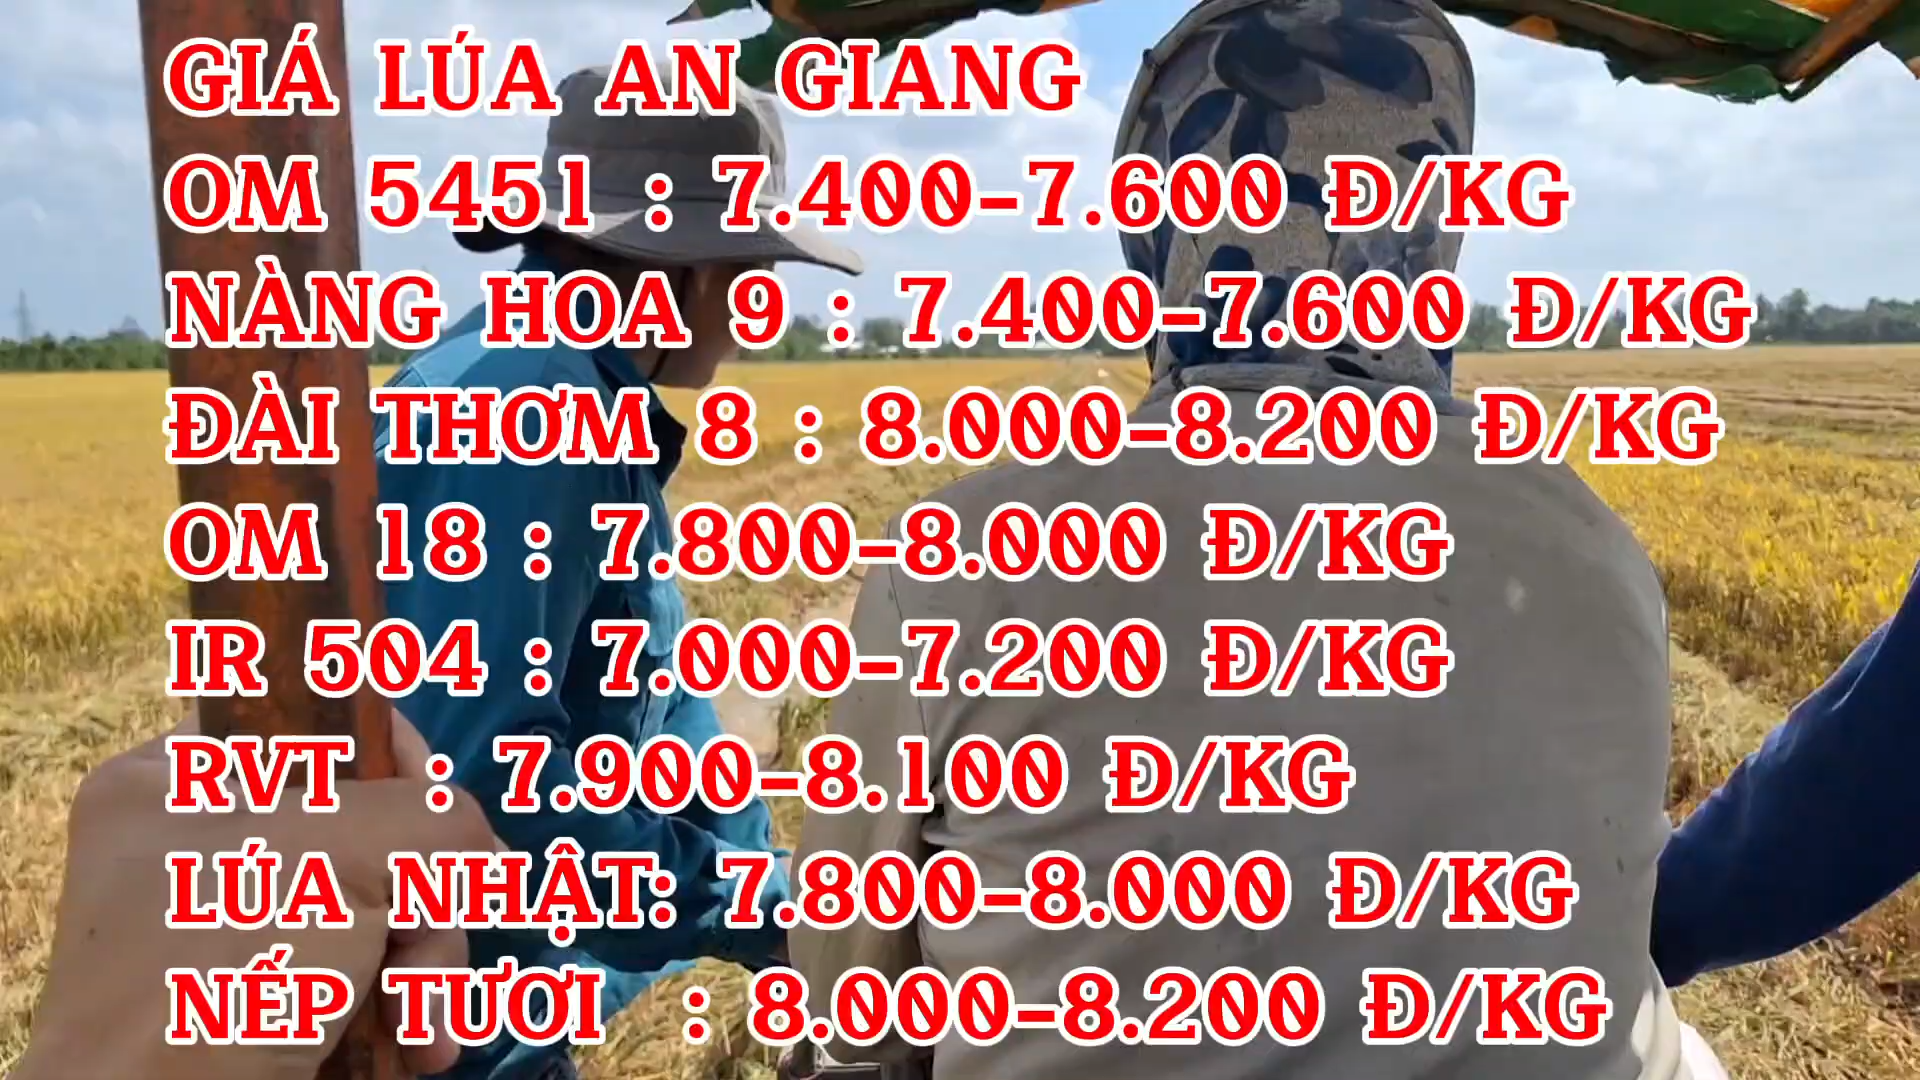 GIÁ LÚA AN GIANG
OM 5451 : 7.400-7.600 Đ/KG
NÀNG HOA 9 : 7.400-7.600 Đ/KG
ĐÀI THƠM 8 : 8.000-8.200 Đ/KG
OM 18 : 7.800-8.000 Đ/KG
IR 504 : 7.000-7.200 Đ/KG
RVT : 7.900-8.100 Đ/KG
LÚA NHẬT: 7.800-8.000 Đ/KG
NẾP TƯƠI : 8.000-8.200 Đ/KG